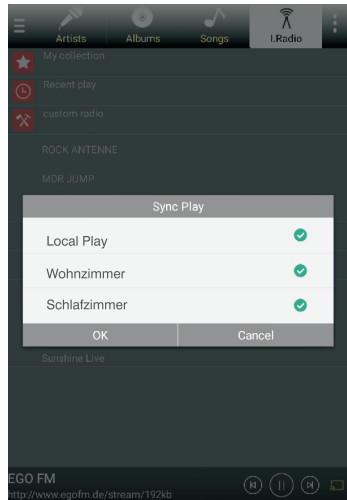 Artists Albums Songs I.Radio
My collection
Recent play
custom radio
ROCK ANTENNE
MDR JUMP
Sync Play
Local Play
Wohnzimmer
Schlafzimmer
OK Cancel
Sunshine Live
EGO FM
http://www.egofm.de/stream/192kb